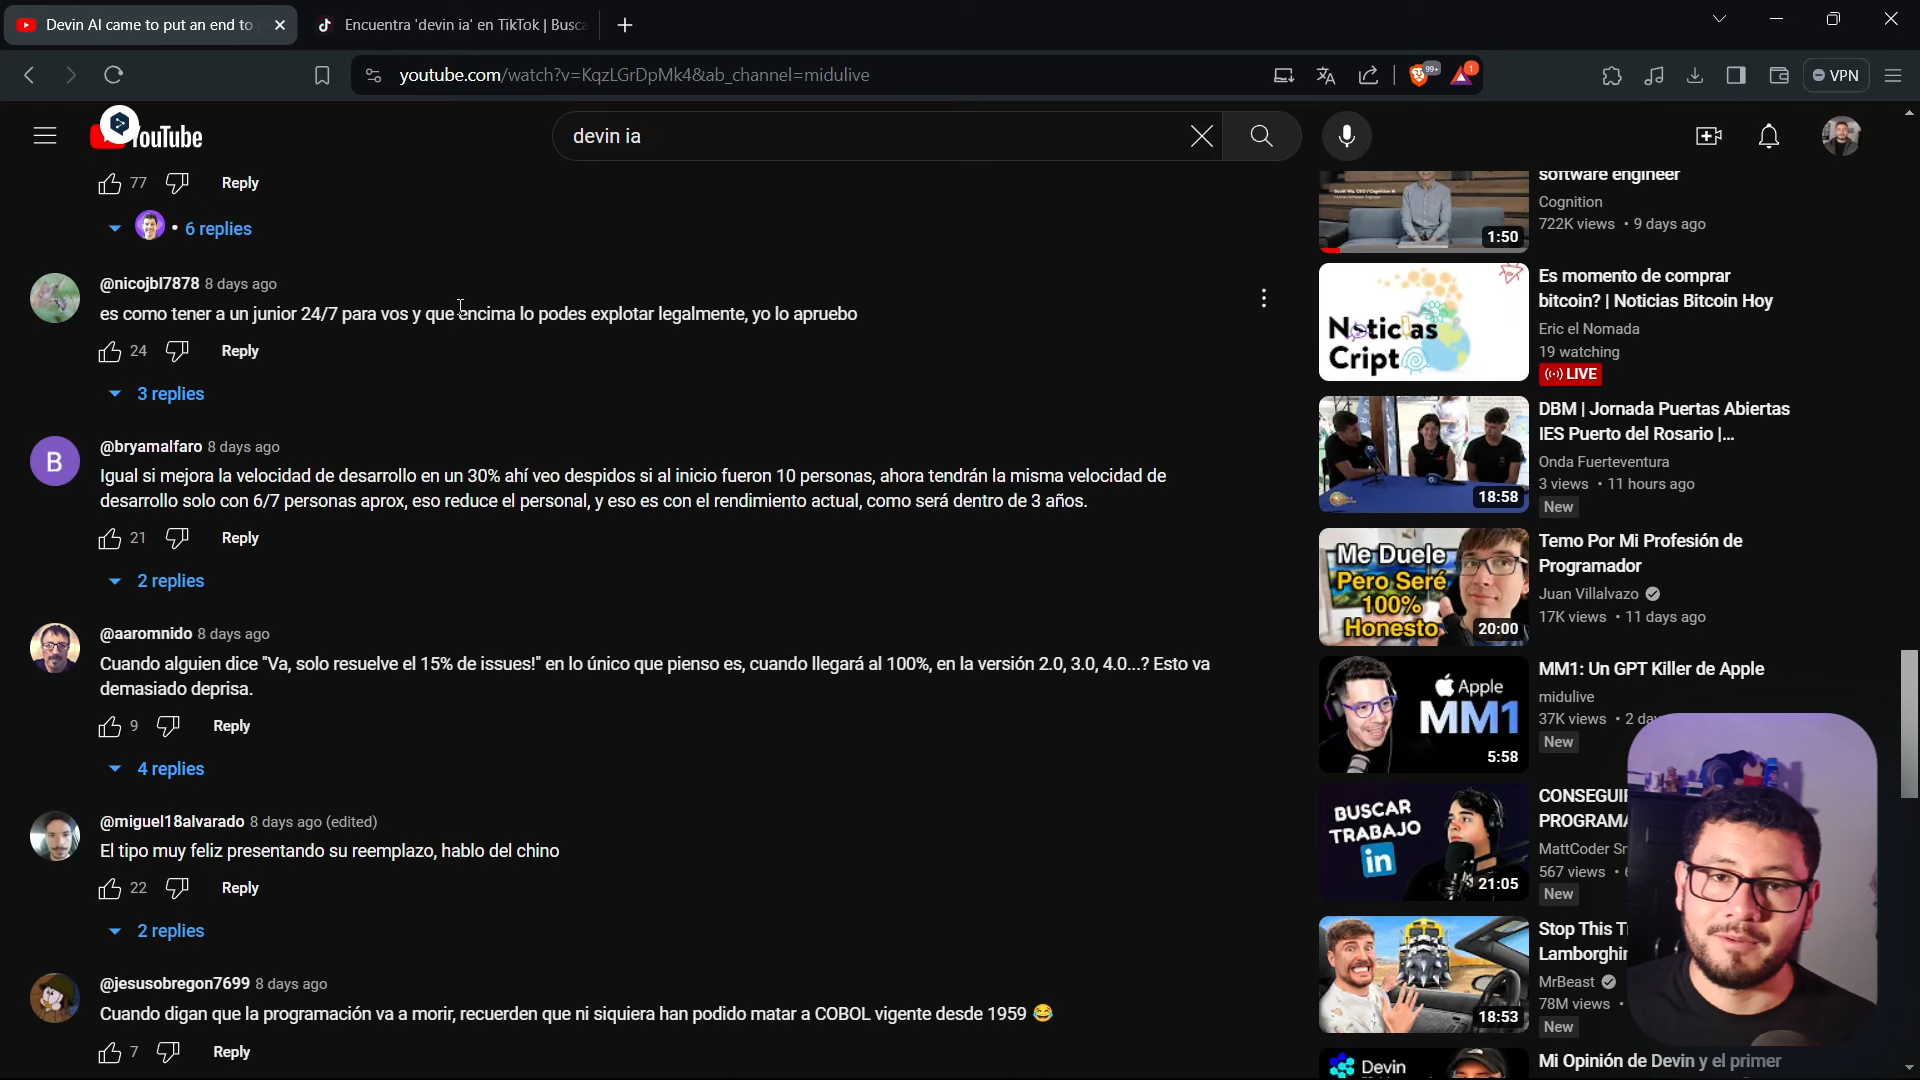 Devin AI came to put an end to
Encuentra 'devin ia' en TikTok | Busca
youtube.com/watch?v=KqzLGrDpMk4&ab_channel=midulive
99+
1
VPN
YouTube
devin ia
77
Reply
6 replies
@nicojbl7878 8 days ago
es como tener a un junior 24/7 para vos y que encima lo podes explotar legalmente, yo lo apruebo
24
Reply
3 replies
B
@bryamalfaro 8 days ago
Igual si mejora la velocidad de desarrollo en un 30% ahí veo despidos si al inicio fueron 10 personas, ahora tendrán la misma velocidad de
desarrollo solo con 6/7 personas aprox, eso reduce el personal, y eso es con el rendimiento actual, como será dentro de 3 años.
21
Reply
2 replies
@aaromnido 8 days ago
Cuando alguien dice "Va, solo resuelve el 15% de issues!" en lo único que pienso es, cuando llegará al 100%, en la versión 2.0, 3.0, 4.0...? Esto va
demasiado deprisa.
9
Reply
4 replies
@miguel18alvarado 8 days ago (edited)
El tipo muy feliz presentando su reemplazo, hablo del chino
22
Reply
2 replies
@jesusobregon7699 8 days ago
Cuando digan que la programación va a morir, recuerden que ni siquiera han podido matar a COBOL vigente desde 1959 😂
7
Reply
software engineer
Cognition
722K views • 9 days ago
1:50
Noticias
Cript
Es momento de comprar
bitcoin? | Noticias Bitcoin Hoy
Eric el Nomada
19 watching
LIVE
DBM | Jornada Puertas Abiertas
IES Puerto del Rosario |...
Onda Fuerteventura
3 views • 11 hours ago
New
18:58
Me Duele
Pero Seré
100%
Honesto
20:00
Temo Por Mi Profesión de
Programador
Juan Villalvazo
17K views • 11 days ago
Apple
MM1
5:58
MM1: Un GPT Killer de Apple
midulive
37K views • 2 da
New
BUSCAR
TRABAJO
in
21:05
CONSEGUIR
PROGRAMA
MattCoder Sr
567 views •
New
18:53
Stop This T
Lamborghin
MrBeast
78M views •
New
Devin
Mi Opinión de Devin y el primer